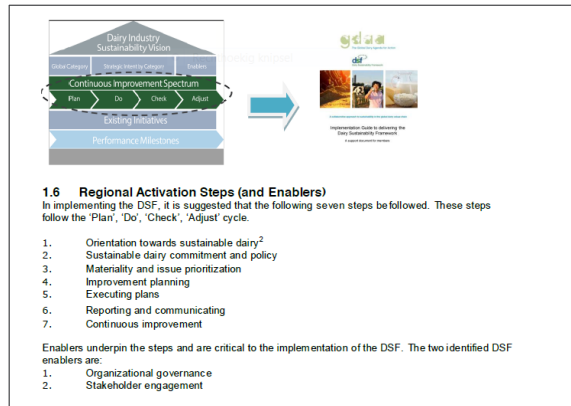 Dairy Industry
Sustainability Vision
Global Category
Strategic Intent by Category
Enablers
Continuous Improvement Spectrum
Plan
Do
Check
Adjust
Existing Initiatives
Performance Milestones
gdaa
dsf
Implementation Guide to delivering the
Dairy Sustainability Framework
A support document for members
1.6 Regional Activation Steps (and Enablers)
In implementing the DSF, it is suggested that the following seven steps be followed. These steps
follow the 'Plan', 'Do', 'Check', 'Adjust' cycle.
1. Orientation towards sustainable dairy²
2. Sustainable dairy commitment and policy
3. Materiality and issue prioritization
4. Improvement planning
5. Executing plans
6. Reporting and communicating
7. Continuous improvement
Enablers underpin the steps and are critical to the implementation of the DSF. The two identified DSF
enablers are:
1. Organizational governance
2. Stakeholder engagement